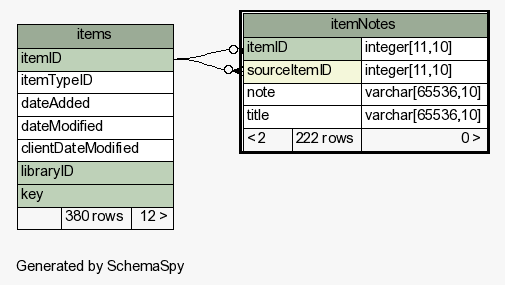 items
itemID
itemTypeID
dateAdded
dateModified
clientDateModified
libraryID
key
380 rows 12 >
itemNotes
itemID integer[11,10]
sourceItemID integer[11,10]
note varchar[65536,10]
title varchar[65536,10]
< 2 222 rows 0 >
Generated by SchemaSpy